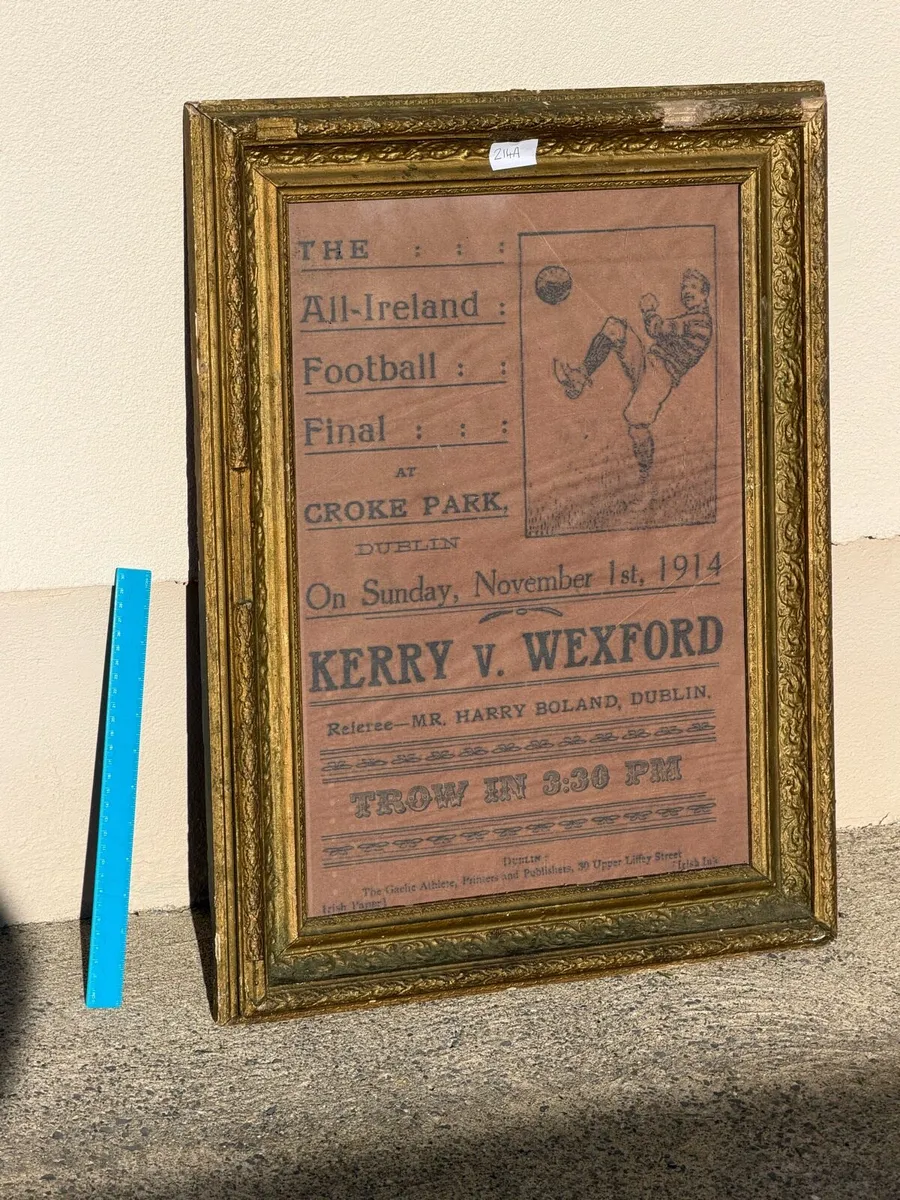 214A
THE : : :
All-Ireland :
Football : :
Final : : :
AT
CROKE PARK,
DUBLIN
On Sunday, November 1st, 1914
KERRY v. WEXFORD
Referee—MR. HARRY BOLAND, DUBLIN.
TROW IN 3:30 PM
DUBLIN:
The Gaelic Athlete, Printers and Publishers, 30 Upper Liffey Street
Irish Paper] [Irish Ink